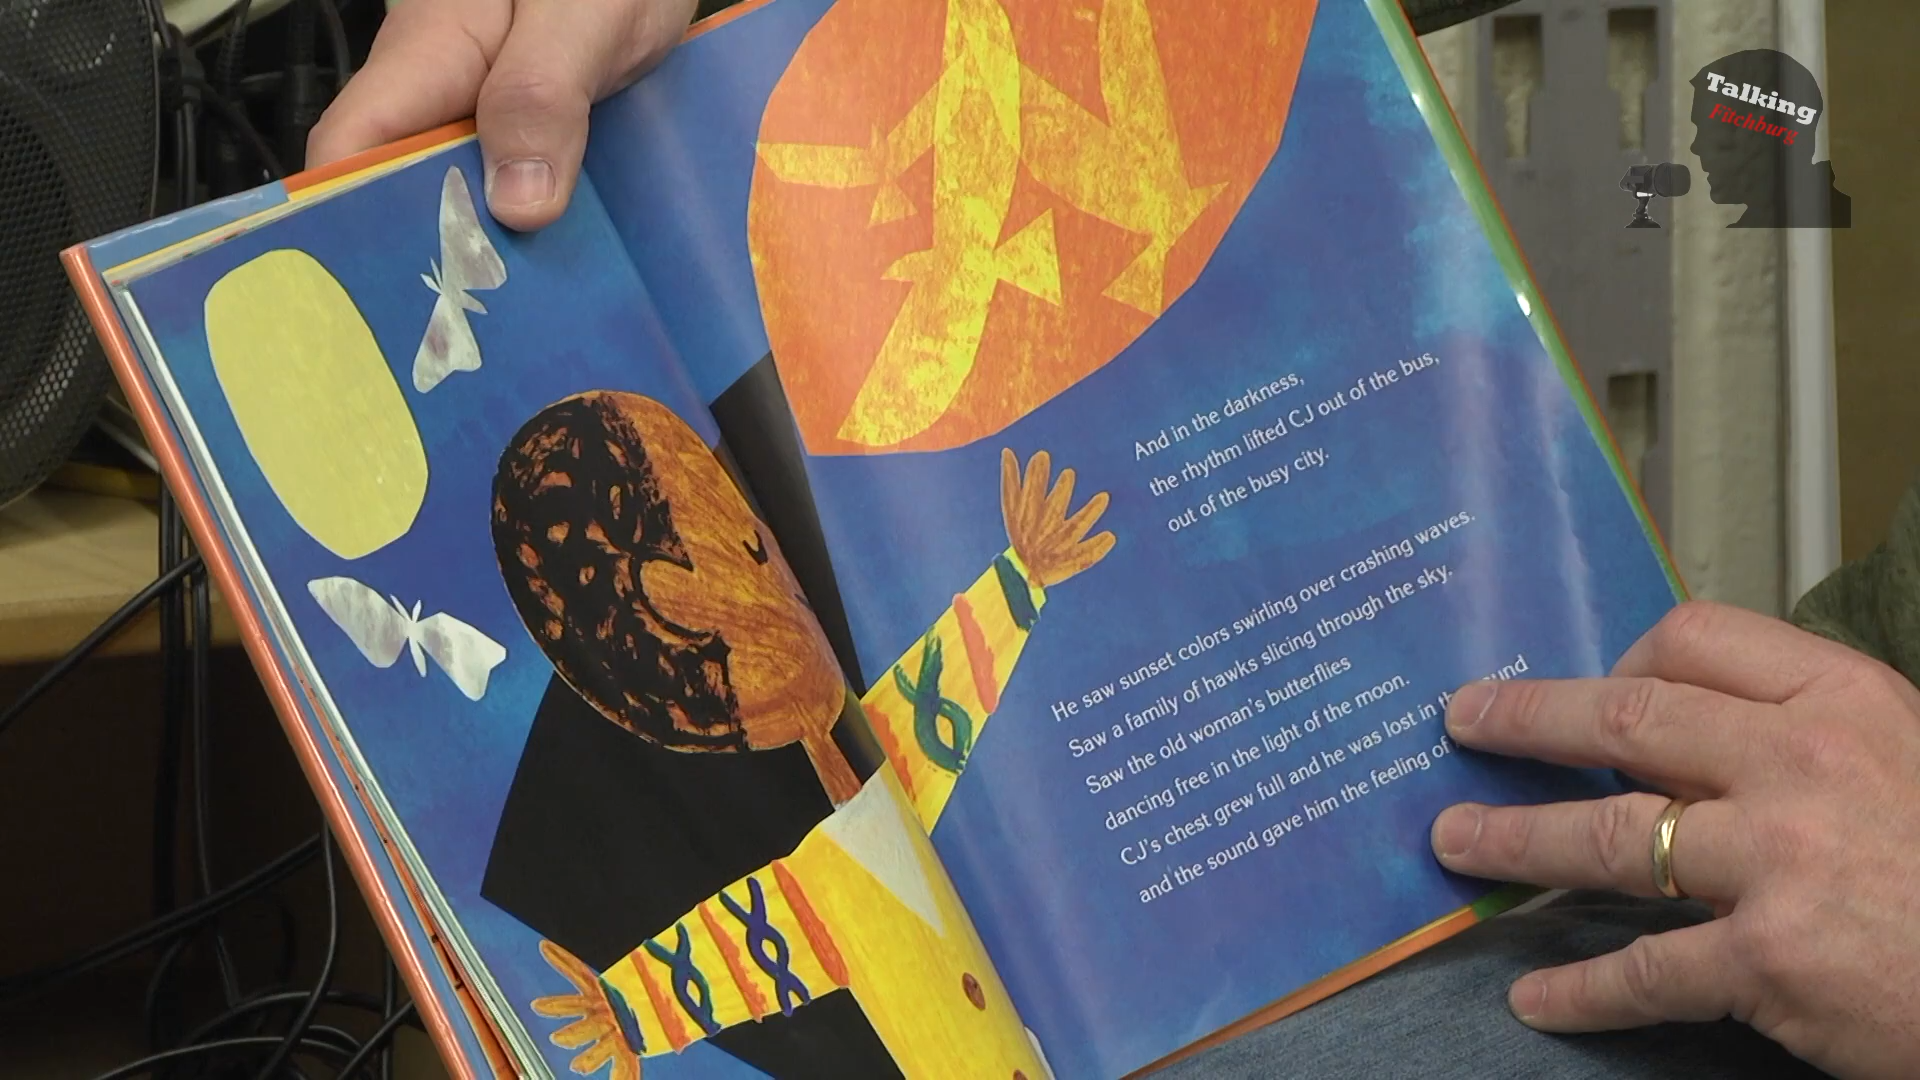 Talking
Fitchburg
And in the darkness,
the rhythm lifted CJ out of the bus,
out of the busy city.
He saw sunset colors swirling over crashing waves.
Saw a family of hawks slicing through the sky.
Saw the old woman's butterflies
dancing free in the light of the moon.
CJ's chest grew full and he was lost in
and the sound gave him the feeling of